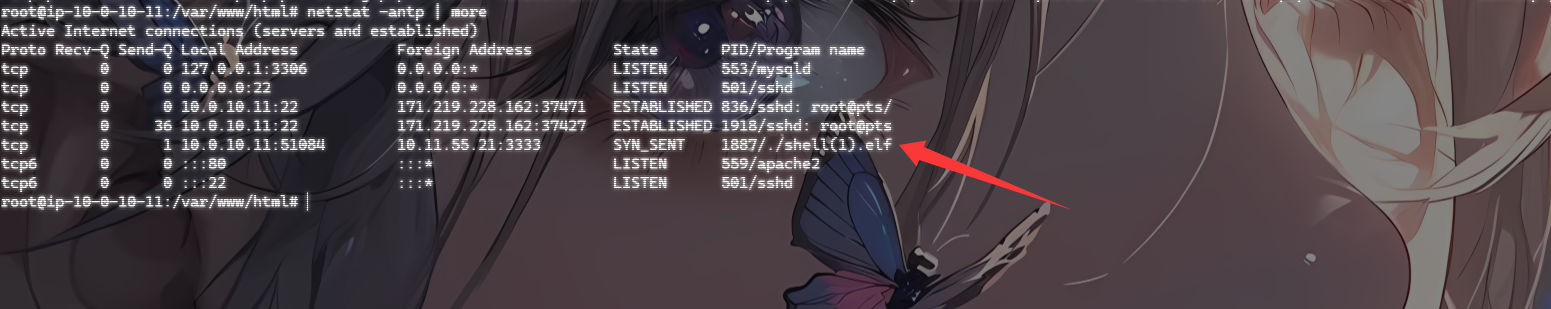 root@ip-10-0-10-11:/var/www/html# netstat -antp | more
Active Internet connections (servers and established)
Proto Recv-Q Send-Q Local Address           Foreign Address         State       PID/Program name
tcp        0      0 127.0.0.1:3306          0.0.0.0:*               LISTEN      553/mysqld
tcp        0      0 0.0.0.0:22              0.0.0.0:*               LISTEN      501/sshd
tcp        0      0 10.0.10.11:22           171.219.228.162:37471   ESTABLISHED 836/sshd: root@pts/
tcp        0     36 10.0.10.11:22           171.219.228.162:37427   ESTABLISHED 1918/sshd: root@pts
tcp        0      1 10.0.10.11:51084        10.11.55.21:3333        SYN_SENT    1887/./shell(1).elf
tcp6       0      0 :::80                   :::*                    LISTEN      559/apache2
tcp6       0      0 :::22                   :::*                    LISTEN      501/sshd
root@ip-10-0-10-11:/var/www/html#